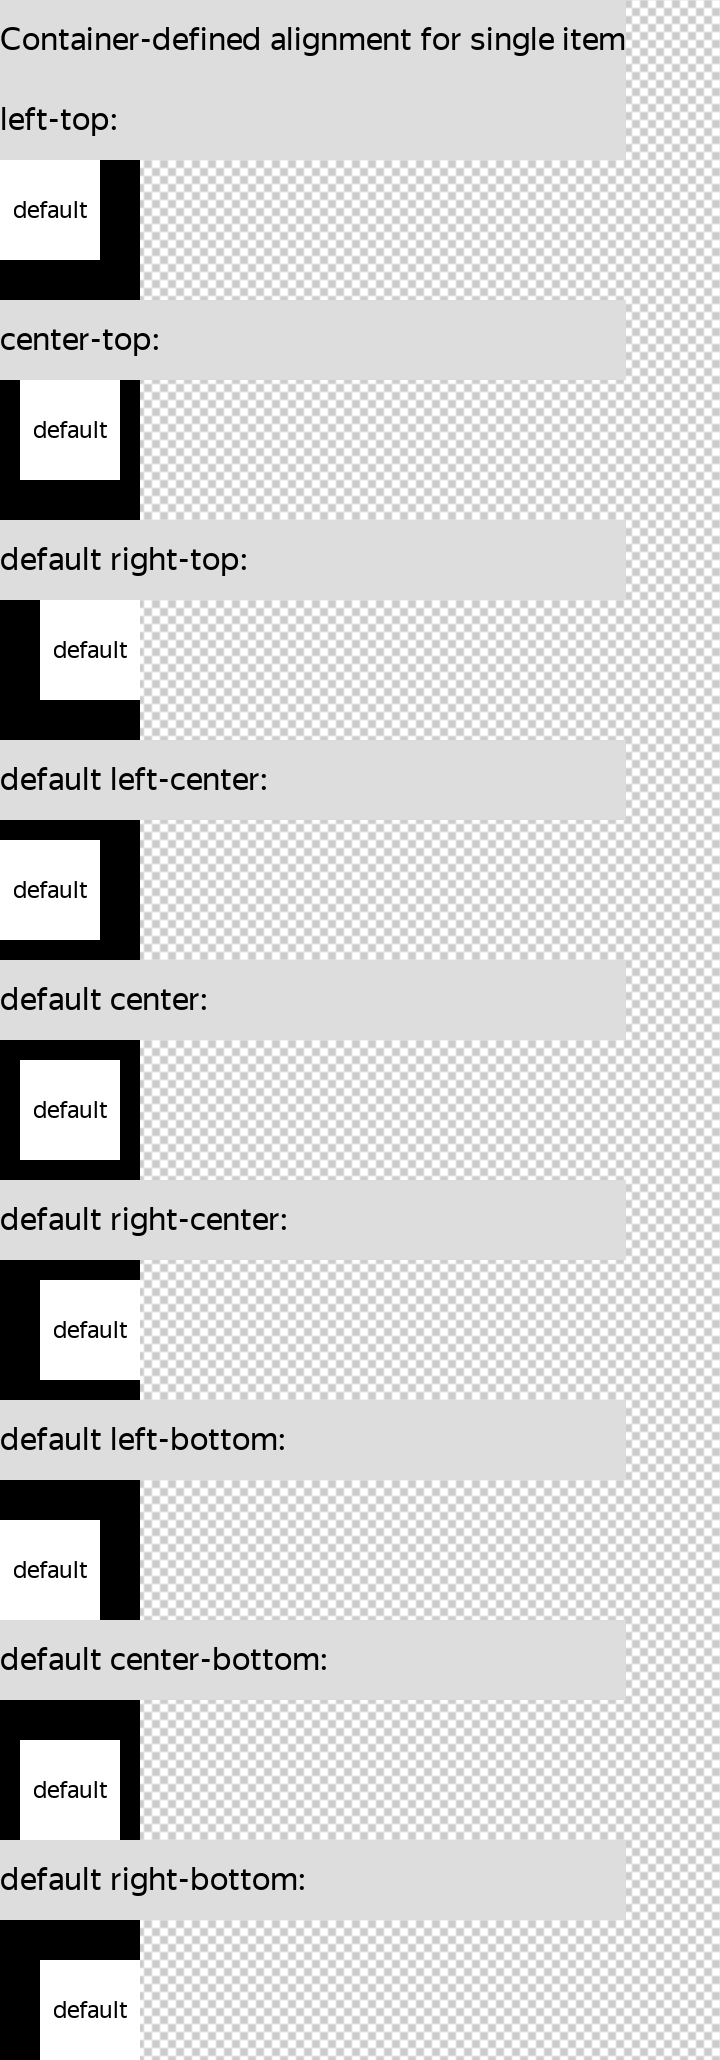 Container-defined alignment for single item
left-top:
default
center-top:
default
default right-top:
default
default left-center:
default
default center:
default
default right-center:
default
default left-bottom:
default
default center-bottom:
default
default right-bottom:
default